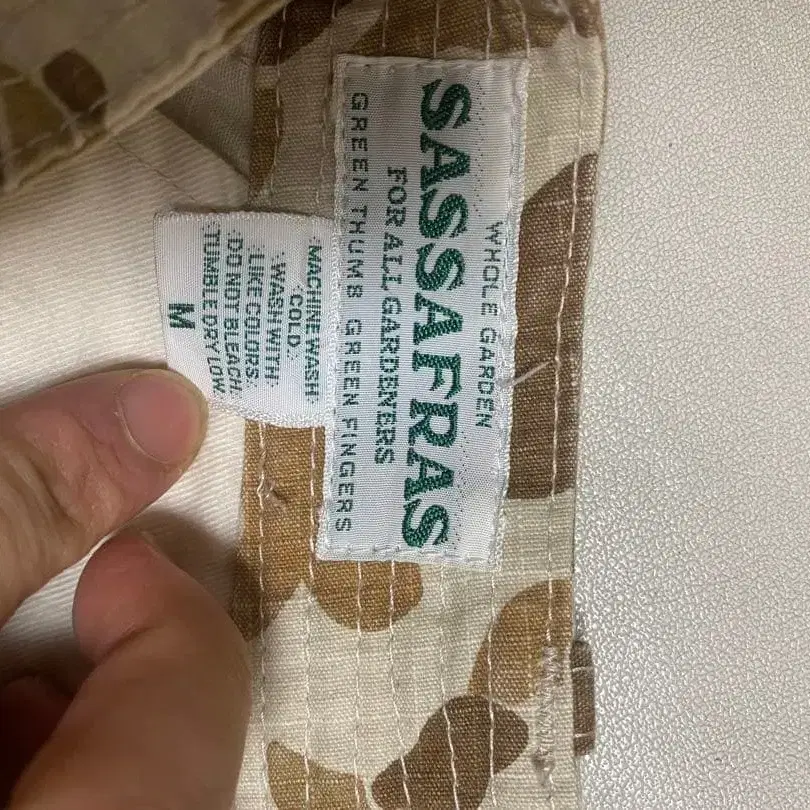 WHOLE GARDEN
SASSAFRAS
FOR ALL GARDENERS
GREEN THUMB GREEN FINGERS
MACHINE WASH
COLD.
WASH WITH
LIKE COLORS.
DO NOT BLEACH.
TUMBLE DRY LOW.
M